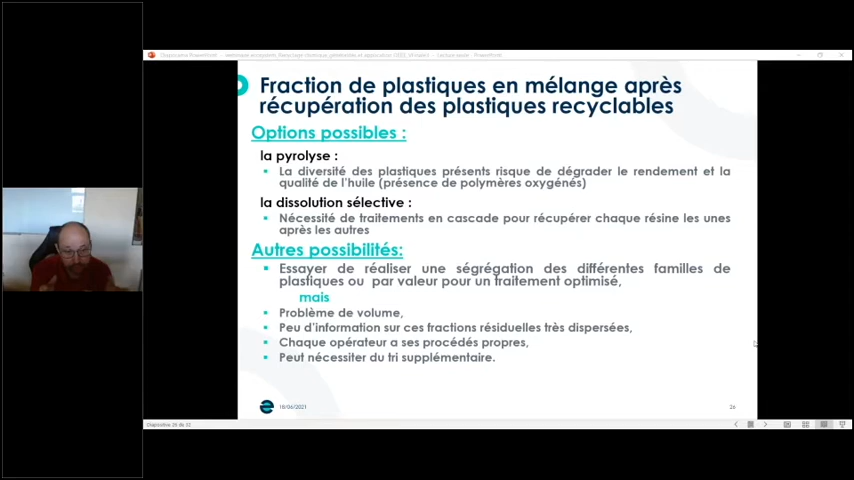 Fraction de plastiques en mélange après
récupération des plastiques recyclables
Options possibles :
la pyrolyse :
La diversité des plastiques présents risque de dégrader le rendement et la
qualité de l'huile (présence de polymères oxygénés)
la dissolution sélective :
Nécessité de traitements en cascade pour récupérer chaque résine les unes
après les autres
Autres possibilités:
Essayer de réaliser une ségrégation des différentes familles de
plastiques ou par valeur pour un traitement optimisé,
mais
Problème de volume,
Peu d'information sur ces fractions résiduelles très dispersées,
Chaque opérateur a ses procédés propres,
Peut nécessiter du tri supplémentaire.
18/06/2021
26